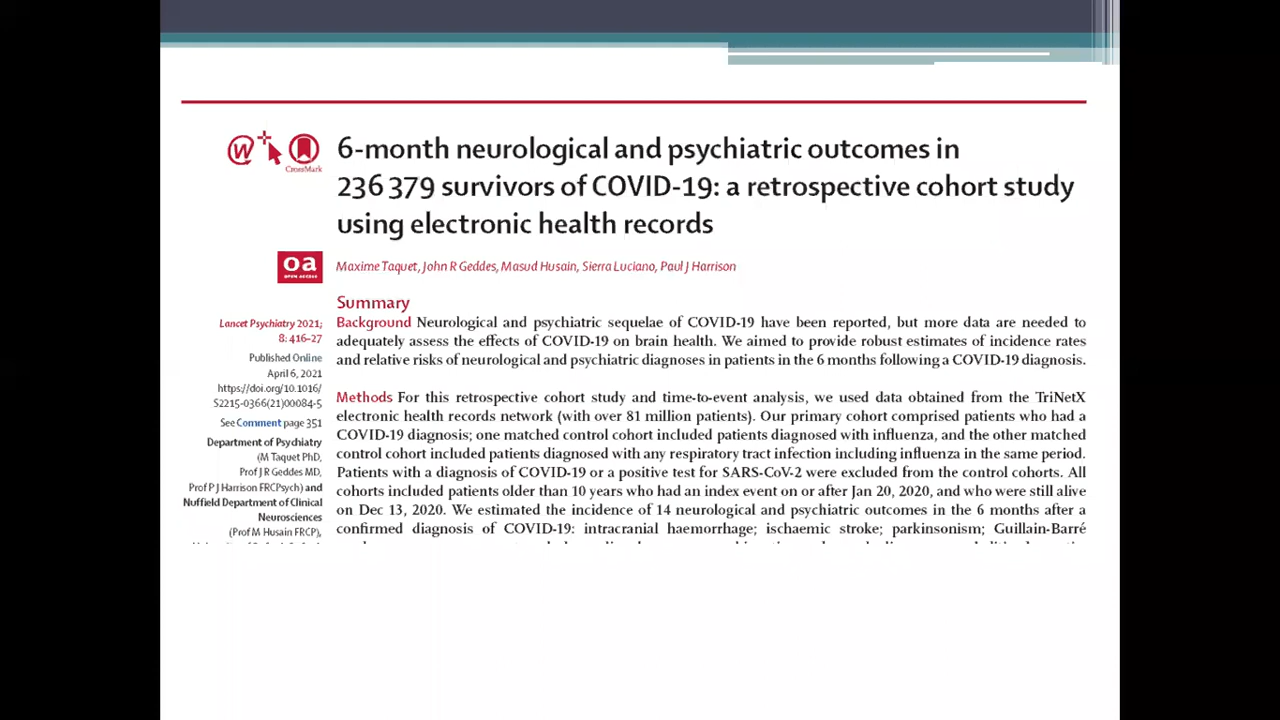 6-month neurological and psychiatric outcomes in
236 379 survivors of COVID-19: a retrospective cohort study
using electronic health records
CrossMark
oa
OPEN ACCESS
Maxime Taquet, John R Geddes, Masud Husain, Sierra Luciano, Paul J Harrison
Lancet Psychiatry 2021;
8: 416-27
Published Online
April 6, 2021
https://doi.org/10.1016/
S2215-0366(21)00084-5
See Comment page 351
Department of Psychiatry
(M Taquet PhD,
Prof J R Geddes MD,
Prof P J Harrison FRCPsych) and
Nuffield Department of Clinical
Neurosciences
(Prof M Husain FRCP),
Summary
Background Neurological and psychiatric sequelae of COVID-19 have been reported, but more data are needed to
adequately assess the effects of COVID-19 on brain health. We aimed to provide robust estimates of incidence rates
and relative risks of neurological and psychiatric diagnoses in patients in the 6 months following a COVID-19 diagnosis.
Methods For this retrospective cohort study and time-to-event analysis, we used data obtained from the TriNetX
electronic health records network (with over 81 million patients). Our primary cohort comprised patients who had a
COVID-19 diagnosis; one matched control cohort included patients diagnosed with influenza, and the other matched
control cohort included patients diagnosed with any respiratory tract infection including influenza in the same period.
Patients with a diagnosis of COVID-19 or a positive test for SARS-CoV-2 were excluded from the control cohorts. All
cohorts included patients older than 10 years who had an index event on or after Jan 20, 2020, and who were still alive
on Dec 13, 2020. We estimated the incidence of 14 neurological and psychiatric outcomes in the 6 months after a
confirmed diagnosis of COVID-19: intracranial haemorrhage; ischaemic stroke; parkinsonism; Guillain-Barré